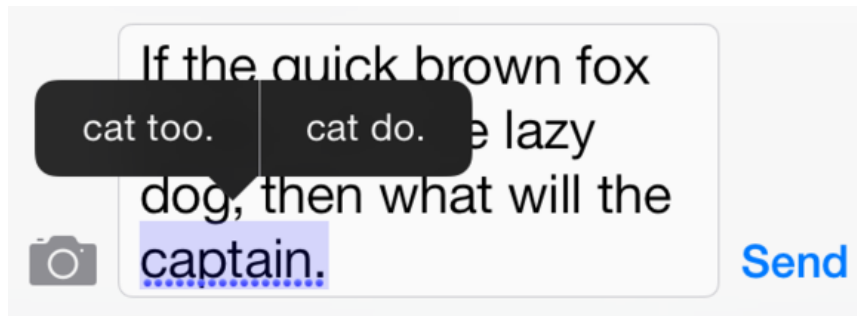 If the quick brown fox
cat too.
cat do.
lazy
dog, then what will the
captain.
Send